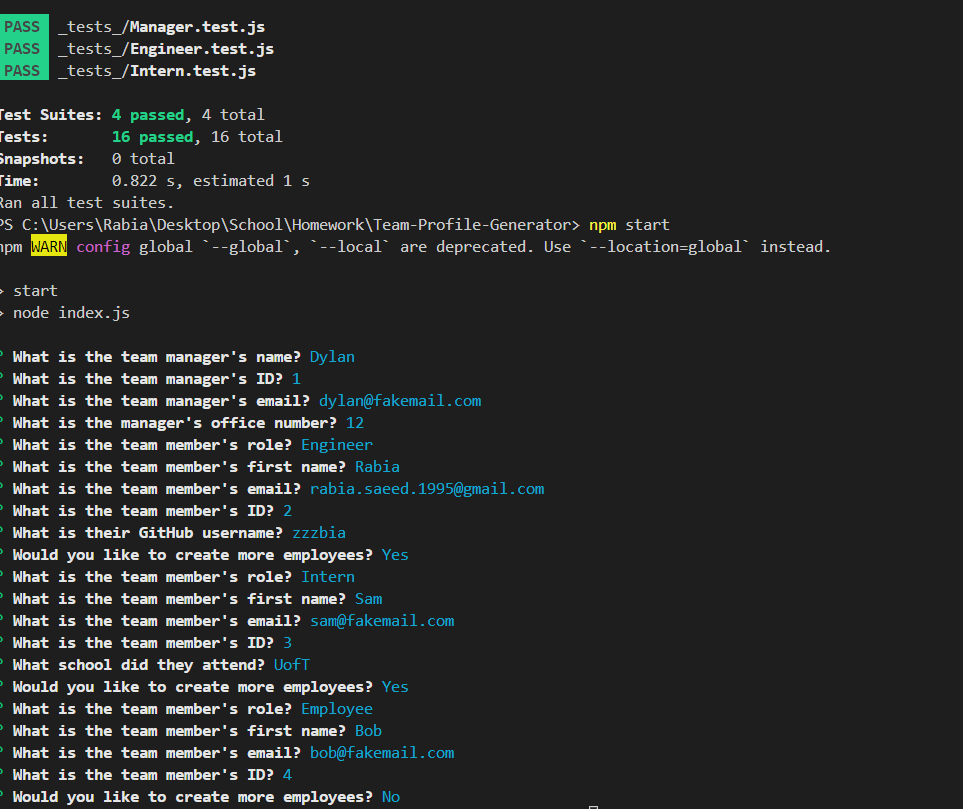 PASS _tests_/Manager.test.js
PASS _tests_/Engineer.test.js
PASS _tests_/Intern.test.js
Test Suites: 4 passed, 4 total
Tests: 16 passed, 16 total
Snapshots: 0 total
Time: 0.822 s, estimated 1 s
Ran all test suites.
PS C:\Users\Rabia\Desktop\School\Homework\Team-Profile-Generator> npm start
npm WARN config global `--global`, `--local` are deprecated. Use `--location=global` instead.
> start
> node index.js
? What is the team manager's name? Dylan
? What is the team manager's ID? 1
? What is the team manager's email? dylan@fakemail.com
? What is the manager's office number? 12
? What is the team member's role? Engineer
? What is the team member's first name? Rabia
? What is the team member's email? rabia.saeed.1995@gmail.com
? What is the team member's ID? 2
? What is their GitHub username? zzzbia
? Would you like to create more employees? Yes
? What is the team member's role? Intern
? What is the team member's first name? Sam
? What is the team member's email? sam@fakemail.com
? What is the team member's ID? 3
? What school did they attend? UofT
? Would you like to create more employees? Yes
? What is the team member's role? Employee
? What is the team member's first name? Bob
? What is the team member's email? bob@fakemail.com
? What is the team member's ID? 4
? Would you like to create more employees? No